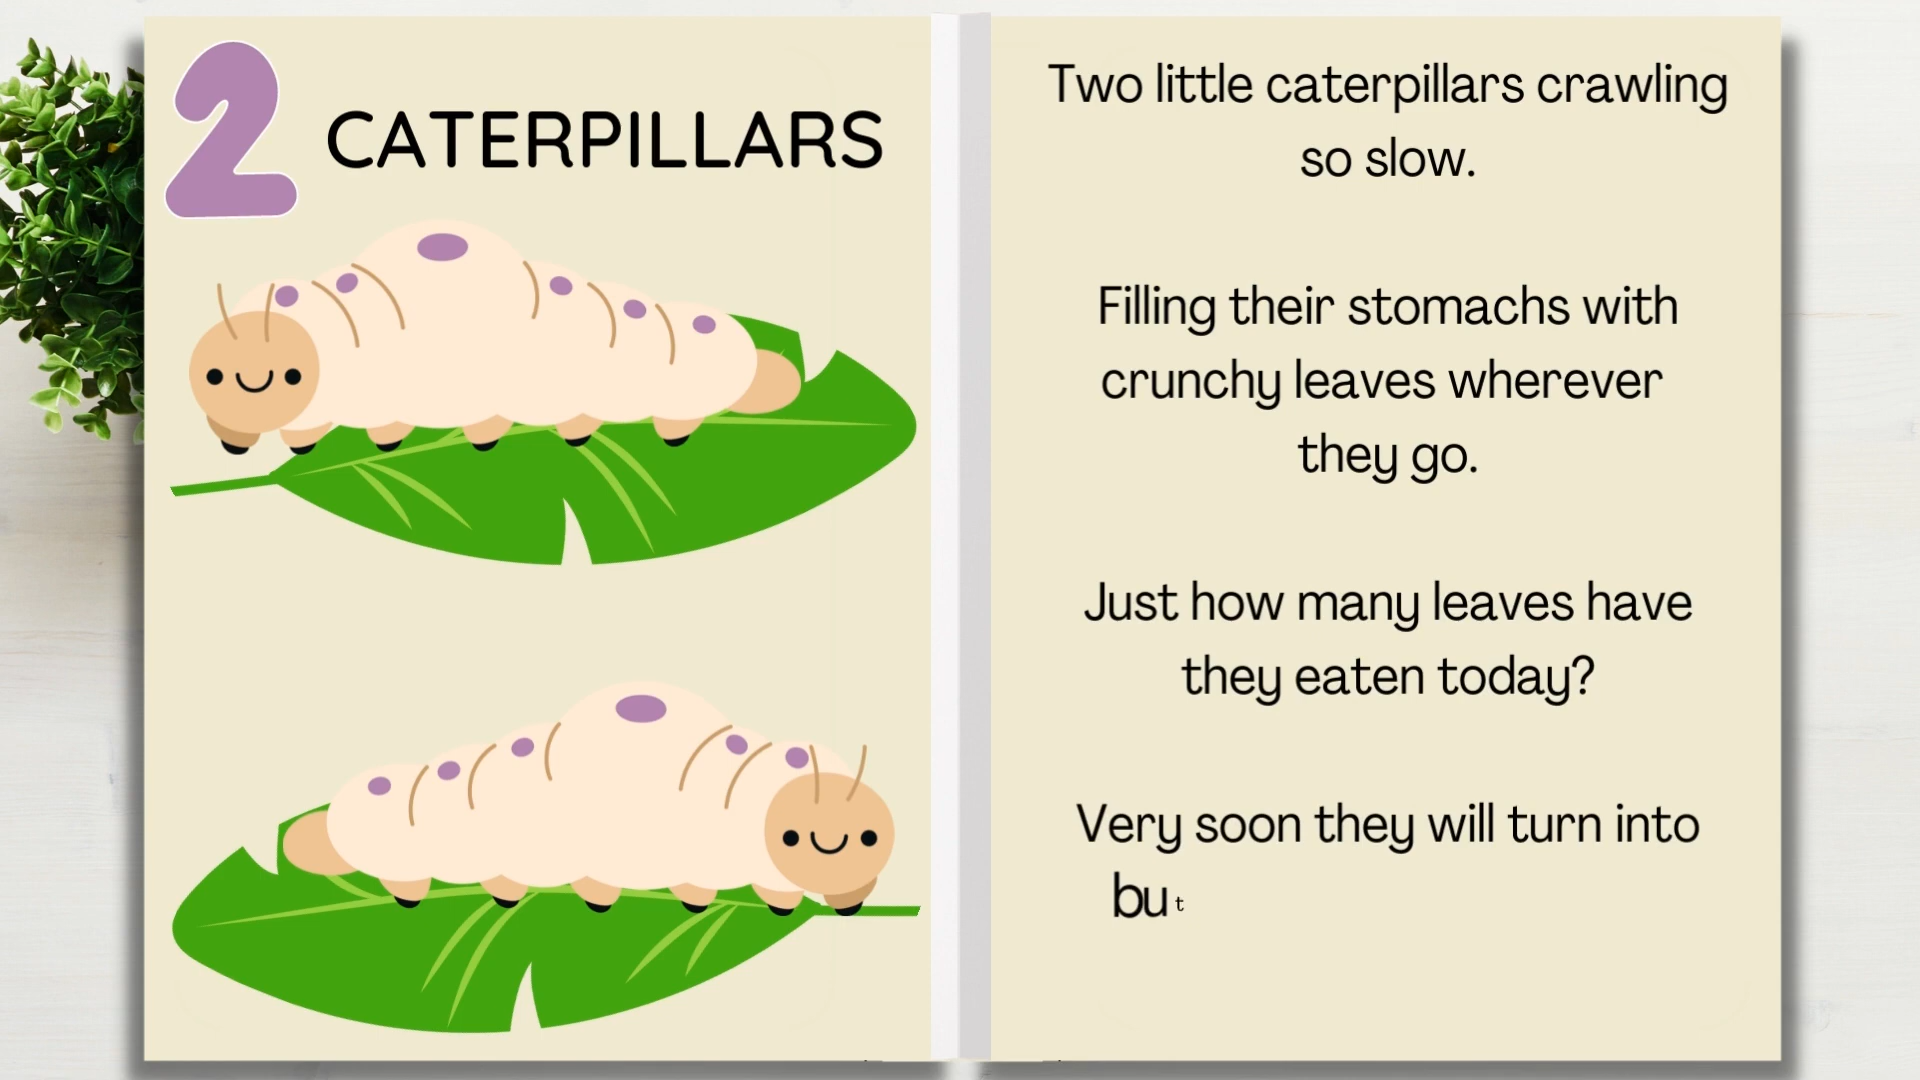 2 CATERPILLARS
Two little caterpillars crawling
so slow.
Filling their stomachs with
crunchy leaves wherever
they go.
Just how many leaves have
they eaten today?
Very soon they will turn into
but